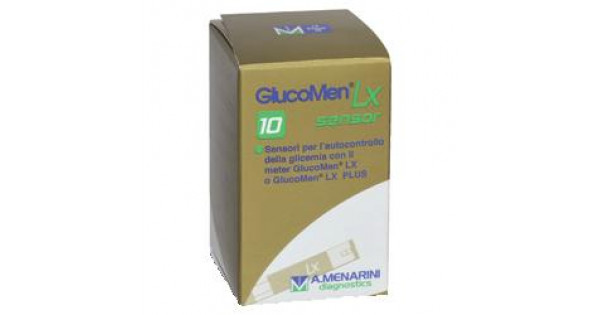 GlucoMen® LX
sensor
10
Sensori per l'autocontrollo
della glicemia con il
meter GlucoMen® LX
o GlucoMen® LX PLUS
LX
A.MENARINI
diagnostics